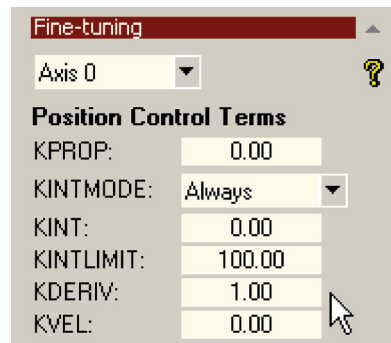 Fine-tuning
Axis 0
Position Control Terms
KPROP: 0.00
KINTMODE: Always
KINT: 0.00
KINTLIMIT: 100.00
KDERIV: 1.00
KVEL: 0.00